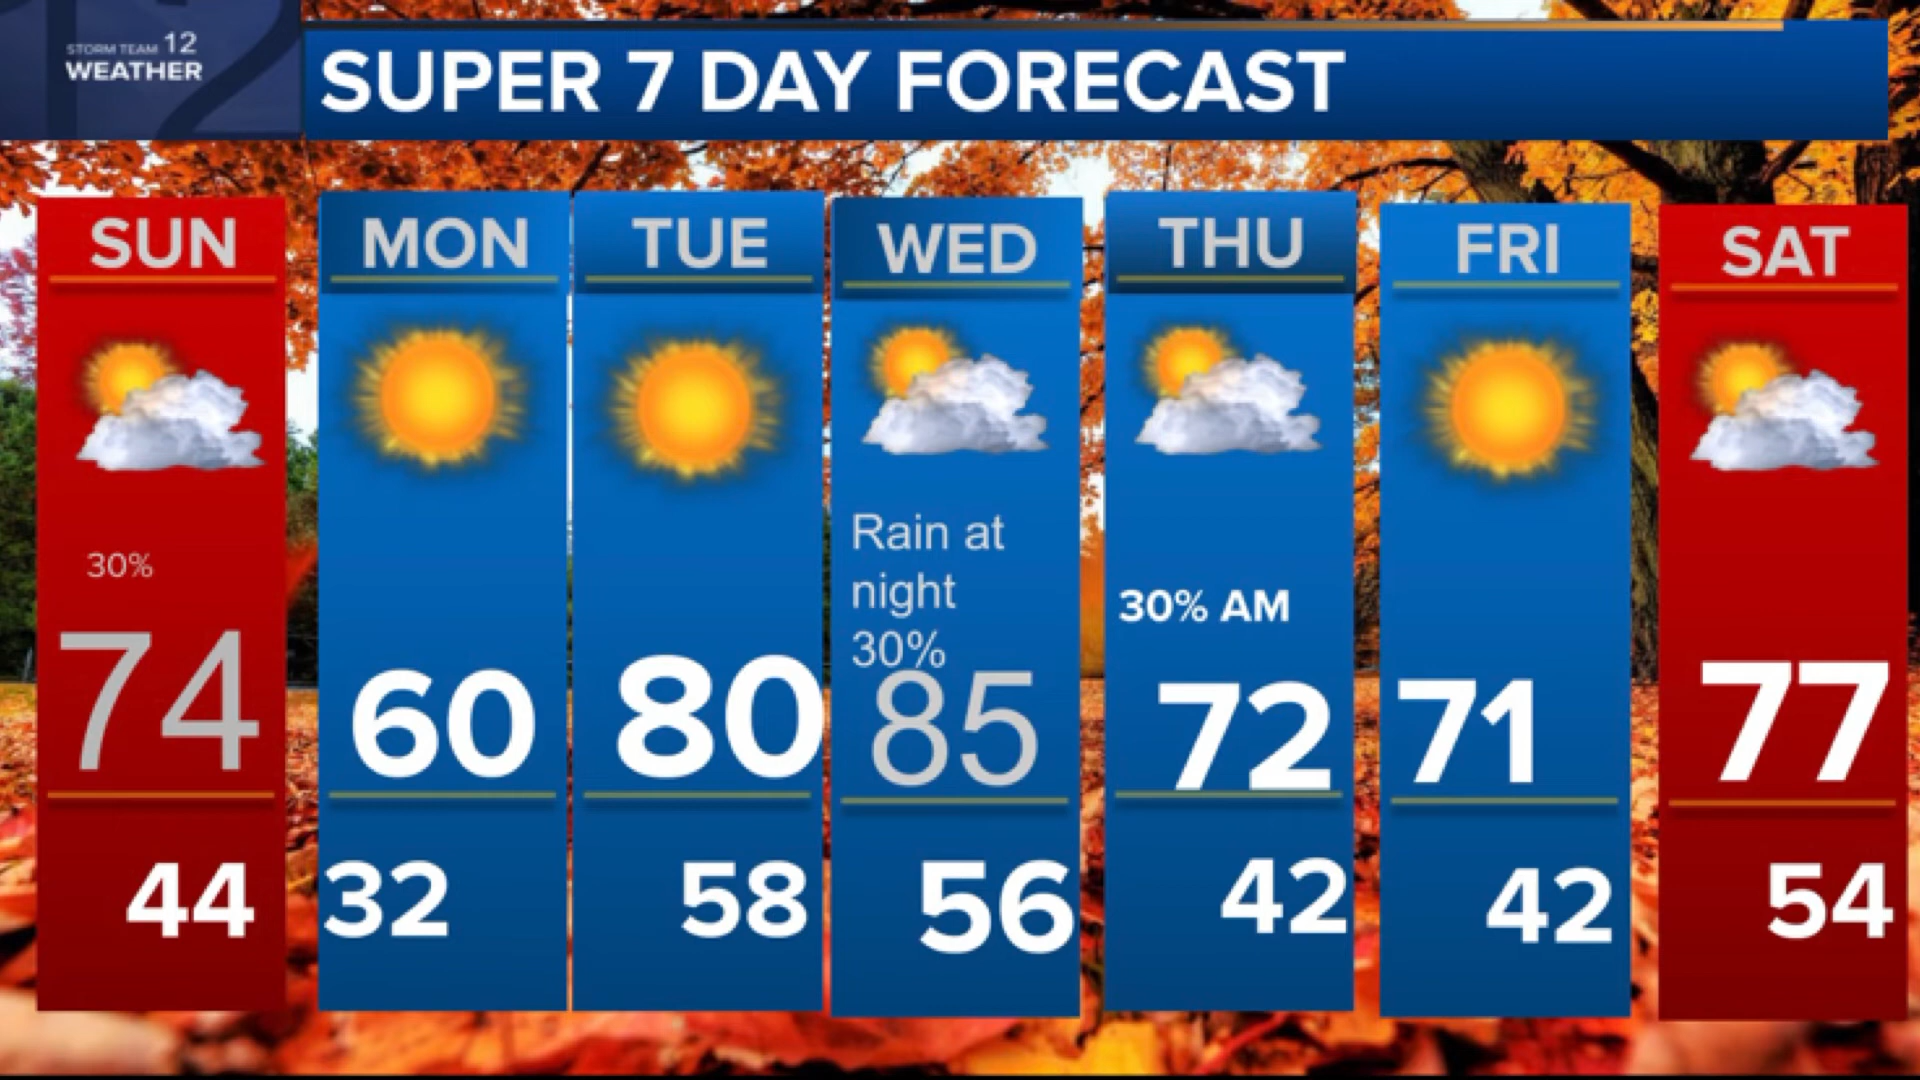 STORM TEAM 12
WEATHER
SUPER 7 DAY FORECAST
SUN
30%
74
44
MON
60
32
TUE
80
58
WED
Rain at
night
30%
85
56
THU
30% AM
72
42
FRI
71
42
SAT
77
54